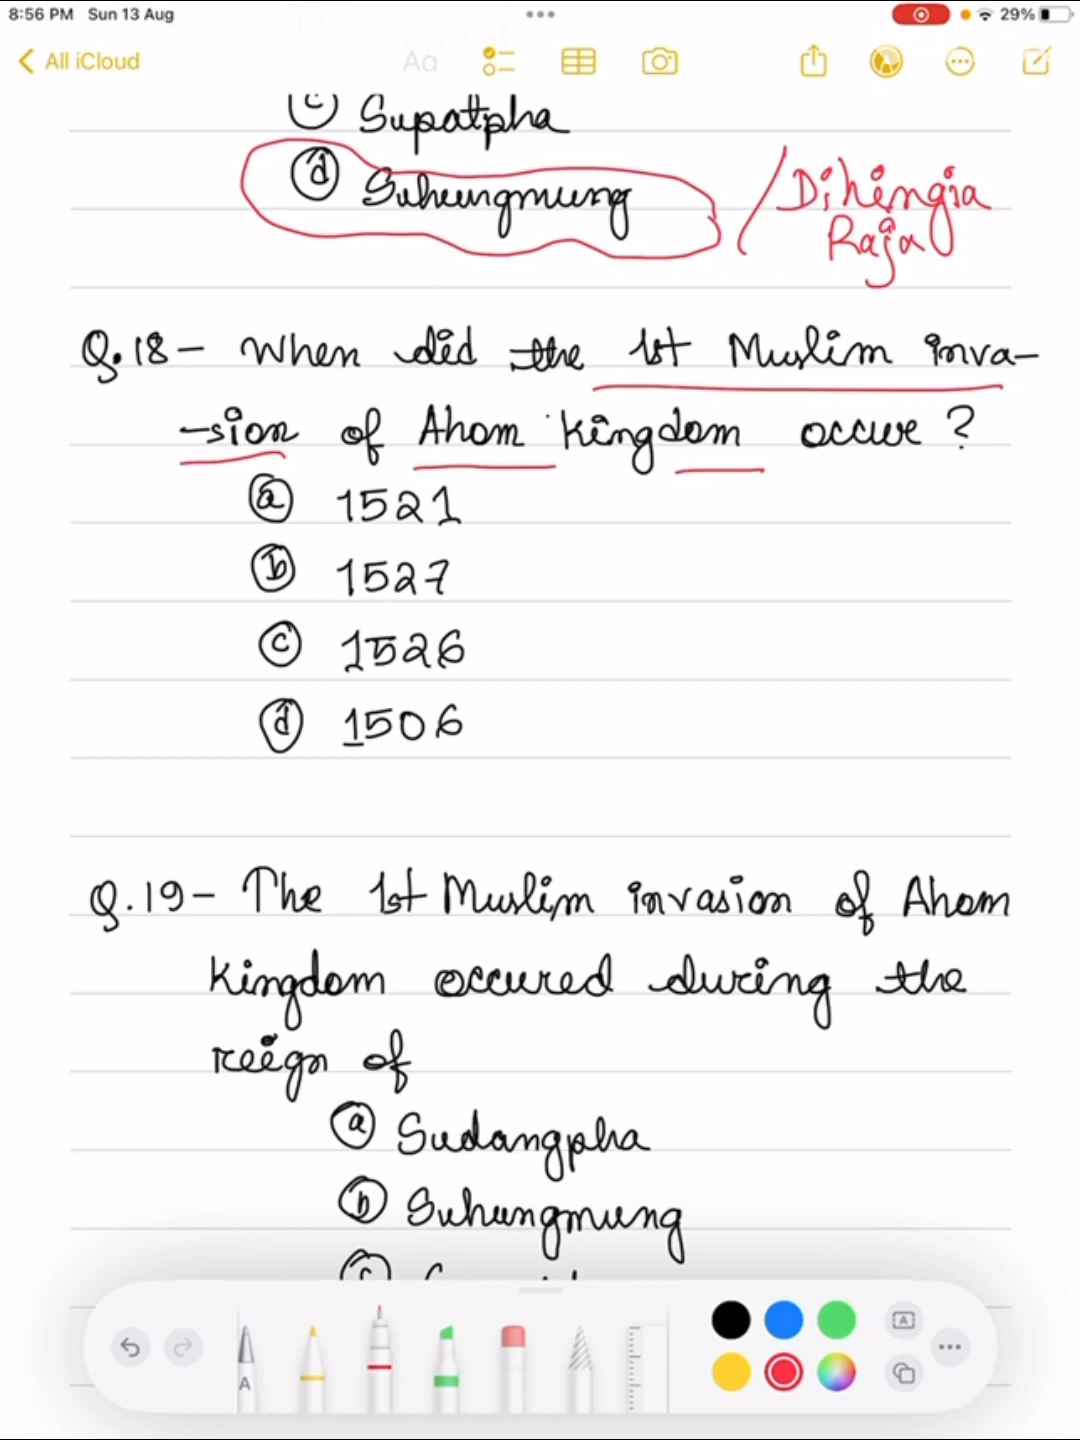 8:56 PM Sun 13 Aug
29%
All iCloud
Aa
c Supatpha
d Suhungmung / Dihingia
Raja
Q.18- When did the 1st Muslim inva-
-sion of Ahom Kingdom occur?
a 1521
b 1527
c 1526
d 1506
Q.19- The 1st Muslim invasion of Ahom
Kingdom occured during the
reign of
a Sudangpha
b Suhungmung
A
A